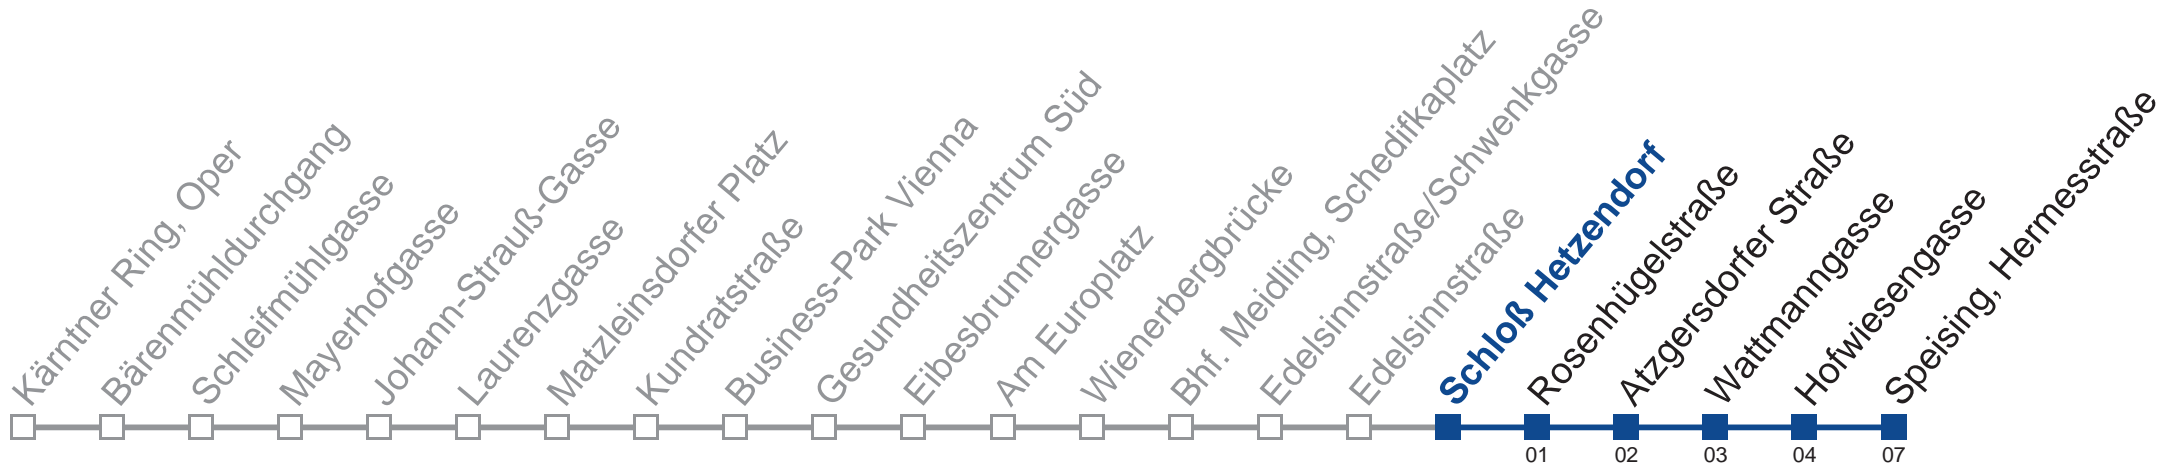 Kärntner Ring, Oper
Bärenmühldurchgang
Schleifmühlgasse
Mayerhofgasse
Johann-Strauß-Gasse
Laurenzgasse
Matzleinsdorfer Platz
Kundratstraße
Business-Park Vienna
Gesundheitszentrum Süd
Eibesbrunnergasse
Am Europlatz
Wienerbergbrücke
Bhf. Meidling, Schedifkaplatz
Edelsinnstraße/Schwenkgasse
Edelsinnstraße
Schloß Hetzendorf
Rosenhügelstraße
Atzgersdorfer Straße
Wattmanngasse
Hofwiesengasse
Speising, Hermesstraße
01 02 03 04 07